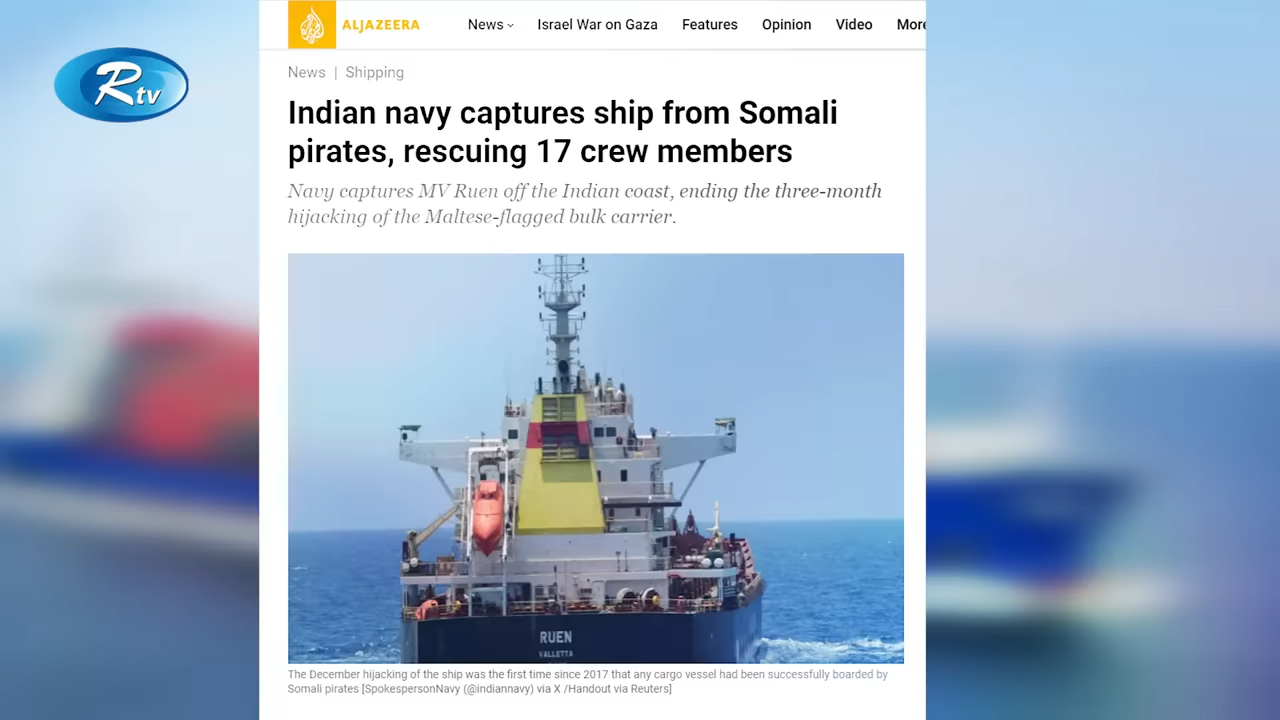 Rtv
ALJAZEERA
News
Israel War on Gaza
Features
Opinion
Video
More
News | Shipping
Indian navy captures ship from Somali
pirates, rescuing 17 crew members
Navy captures MV Ruen off the Indian coast, ending the three-month
hijacking of the Maltese-flagged bulk carrier.
RUEN
VALLETTA
The December hijacking of the ship was the first time since 2017 that any cargo vessel had been successfully boarded by
Somali pirates [SpokespersonNavy (@indiannavy) via X /Handout via Reuters]